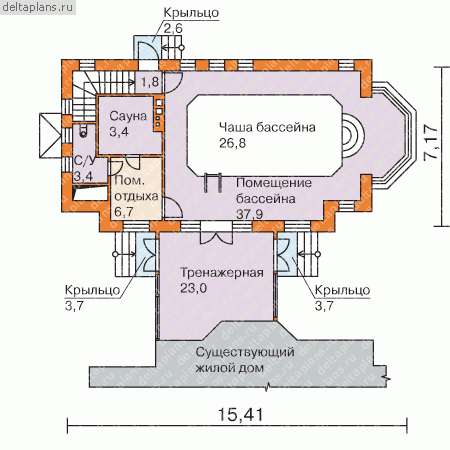 deltaplans.ru
Крыльцо
2,6
1,8
Сауна
3,4
Чаша бассейна
26,8
С/У
3,4
Пом.
отдыха
6,7
Помещение
бассейна
37,9
7,17
Тренажерная
23,0
Крыльцо
3,7
Крыльцо
3,7
Существующий
жилой дом
15,41